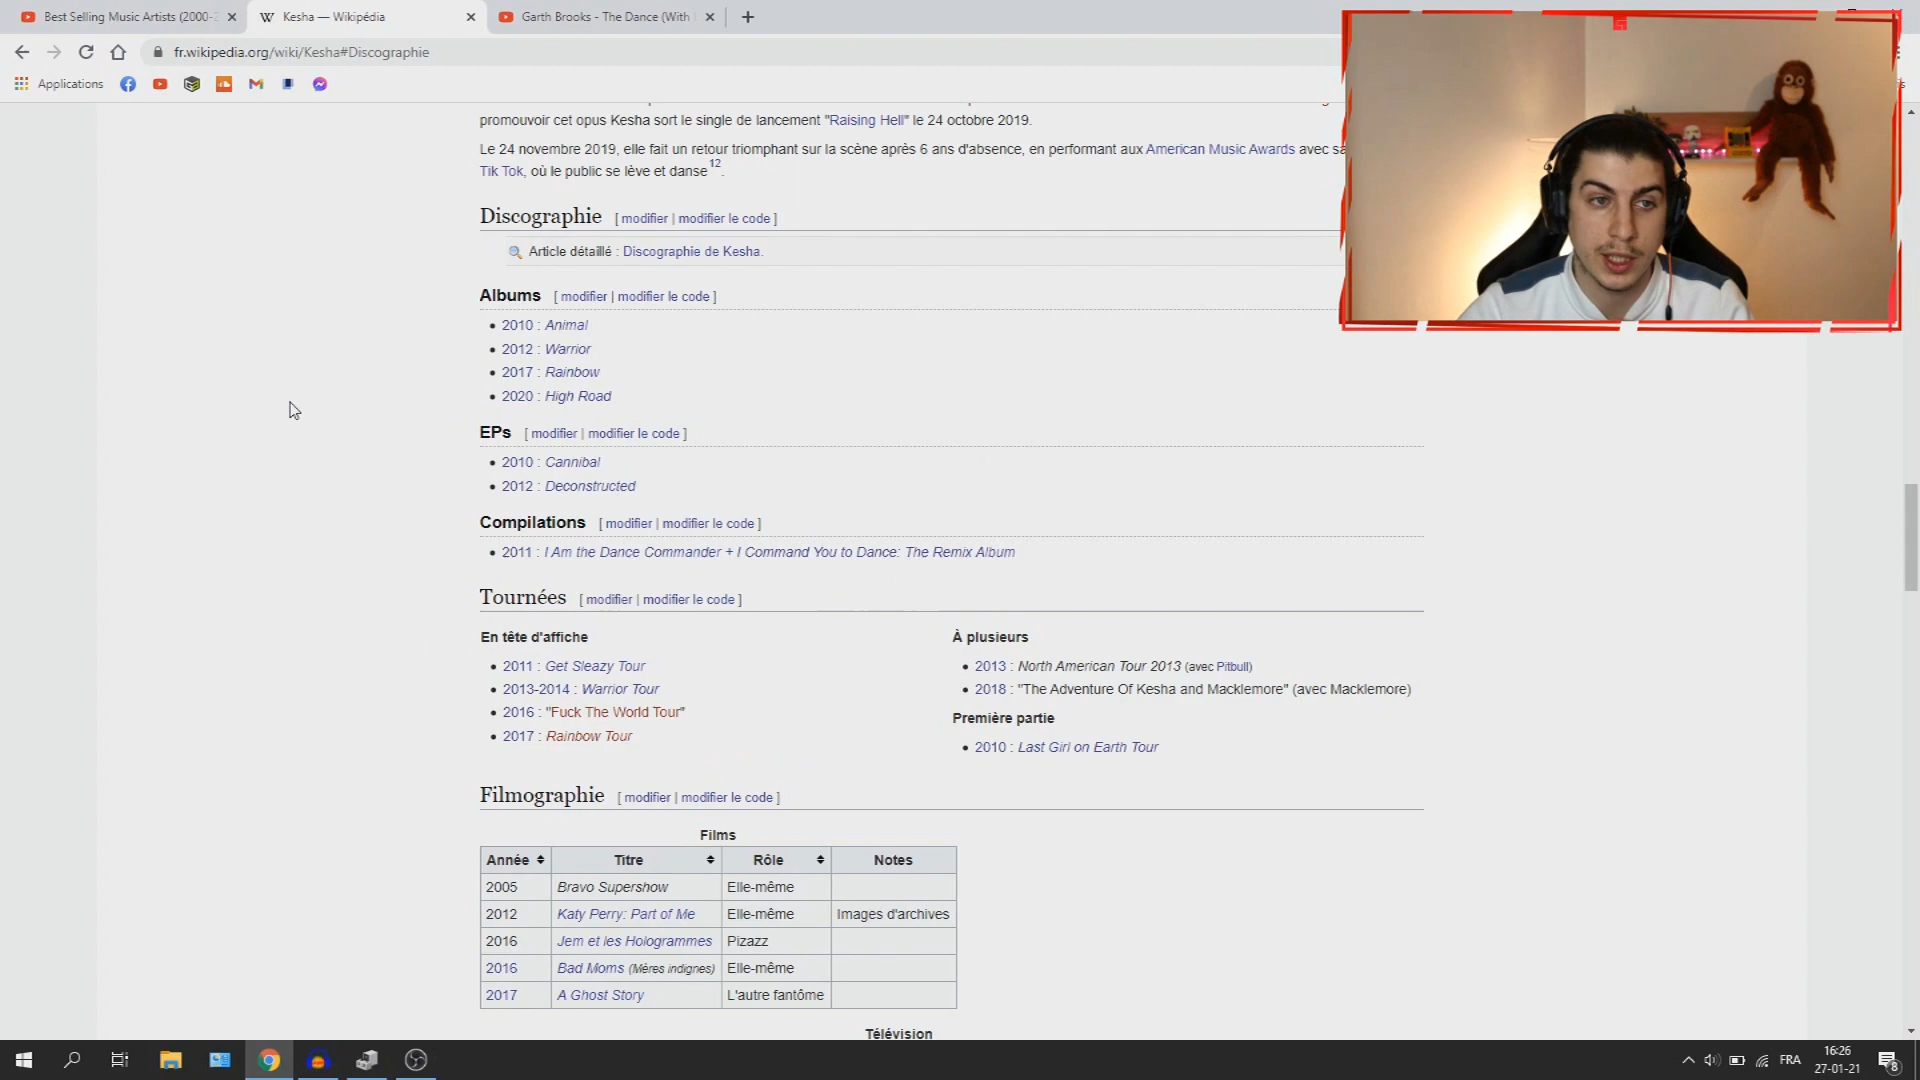 Best Selling Music Artists (2000-
Kesha — Wikipédia
Garth Brooks - The Dance (With
fr.wikipedia.org/wiki/Kesha#Discographie
Applications
promouvoir cet opus Kesha sort le single de lancement "Raising Hell" le 24 octobre 2019.
Le 24 novembre 2019, elle fait un retour triomphant sur la scène après 6 ans d'absence, en performant aux American Music Awards avec
Tik Tok, où le public se lève et danse 12.
Discographie [ modifier | modifier le code ]
Article détaillé : Discographie de Kesha.
Albums [ modifier | modifier le code ]
2010 : Animal
2012 : Warrior
2017 : Rainbow
2020 : High Road
EPs [ modifier | modifier le code ]
2010 : Cannibal
2012 : Deconstructed
Compilations [ modifier | modifier le code ]
2011 : I Am the Dance Commander + I Command You to Dance: The Remix Album
Tournées [ modifier | modifier le code ]
En tête d'affiche
2011 : Get Sleazy Tour
2013-2014 : Warrior Tour
2016 : "Fuck The World Tour"
2017 : Rainbow Tour
À plusieurs
2013 : North American Tour 2013 (avec Pitbull)
2018 : "The Adventure Of Kesha and Macklemore" (avec Macklemore)
Première partie
2010 : Last Girl on Earth Tour
Filmographie [ modifier | modifier le code ]
Films
Année Titre Rôle Notes
2005 Bravo Supershow Elle-même
2012 Katy Perry: Part of Me Elle-même Images d'archives
2016 Jem et les Hologrammes Pizazz
2016 Bad Moms (Mères indignes) Elle-même
2017 A Ghost Story L'autre fantôme
Télévision
FRA
16:26
27-01-21
8